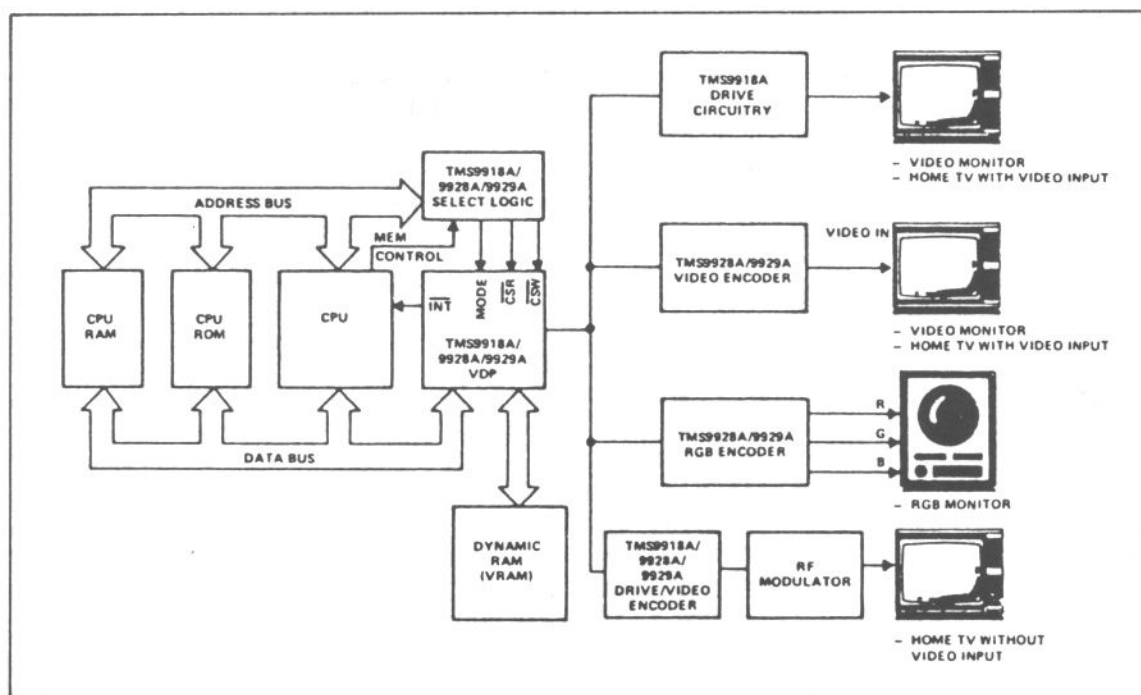 TMS9918A
DRIVE
CIRCUITRY
- VIDEO MONITOR
- HOME TV WITH VIDEO INPUT
TMS9918A/
9928A/9929A
SELECT LOGIC
ADDRESS BUS
MEM
CONTROL
VIDEO IN
TMS9928A/9929A
VIDEO ENCODER
- VIDEO MONITOR
- HOME TV WITH VIDEO INPUT
CPU
RAM
CPU
ROM
CPU
INT
MODE
CSR
CSW
TMS9918A/
9928A/9929A
VDP
DATA BUS
TMS9928A/9929A
RGB ENCODER
R
G
B
- RGB MONITOR
DYNAMIC
RAM
(VRAM)
TMS9918A/
9928A/
9929A
DRIVE/VIDEO
ENCODER
RF
MODULATOR
- HOME TV WITHOUT
VIDEO INPUT